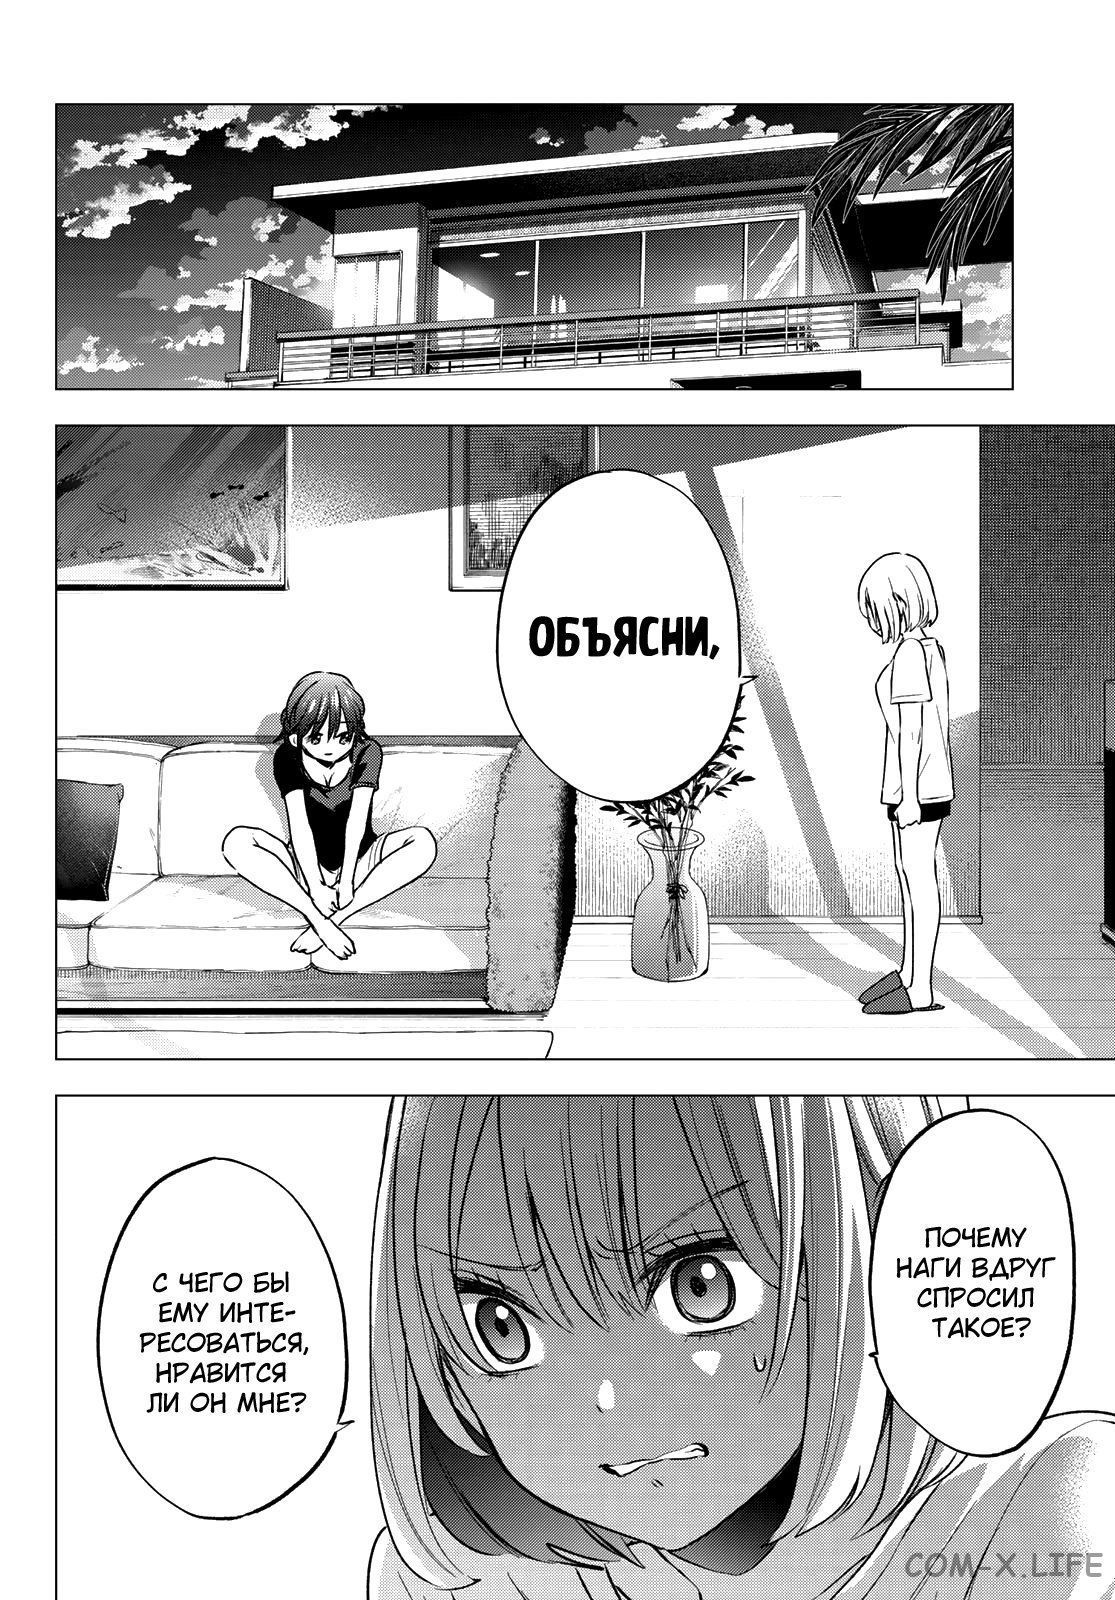 ОБЪЯСНИ,
ПОЧЕМУ
НАГИ ВДРУГ
СПРОСИЛ
ТАКОЕ?
С ЧЕГО БЫ
ЕМУ ИНТЕ-
РЕСОВАТЬСЯ,
НРАВИТСЯ
ЛИ ОН МНЕ?
COM-X.LIFE